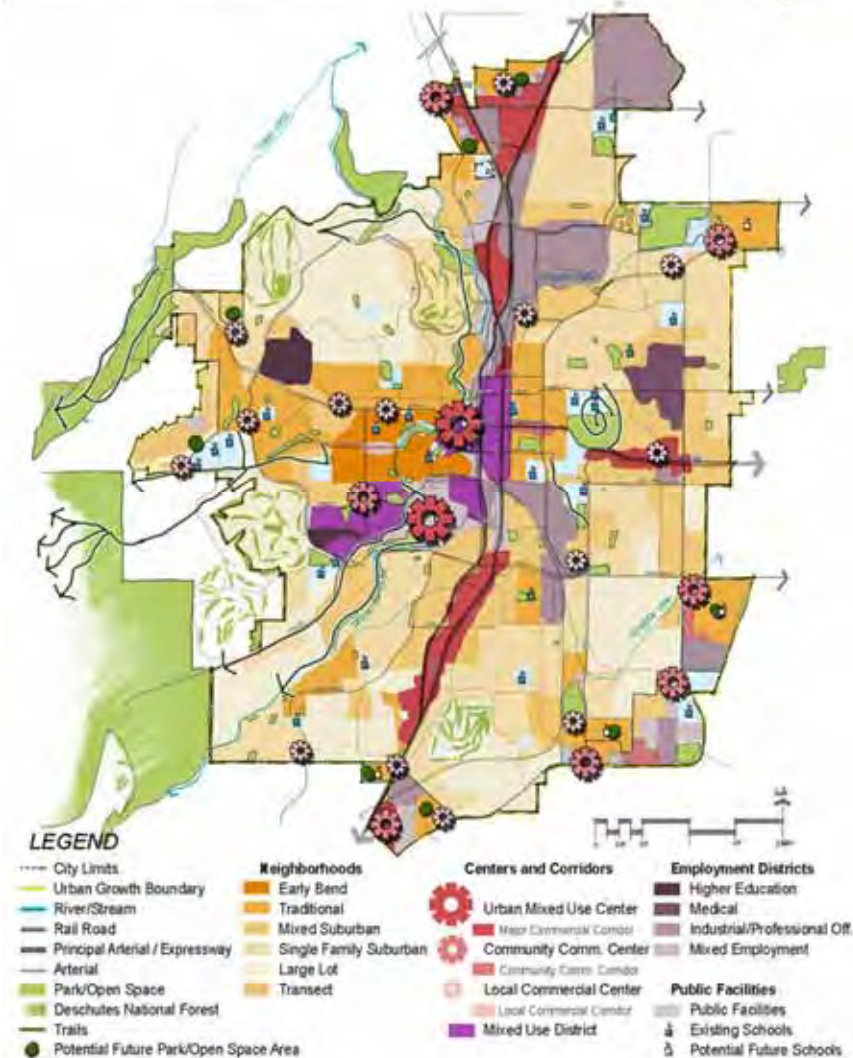 LEGEND
City Limits
Urban Growth Boundary
River/Stream
Rail Road
Principal Arterial / Expressway
Arterial
Park/Open Space
Deschutes National Forest
Trails
Potential Future Park/Open Space Area
Neighborhoods
Early Bend
Traditional
Mixed Suburban
Single Family Suburban
Large Lot
Transect
Centers and Corridors
Urban Mixed Use Center
Major Commercial Corridor
Community Comm. Center
Community Comm. Corridor
Local Commercial Center
Local Commercial Corridor
Mixed Use District
Employment Districts
Higher Education
Medical
Industrial/Professional Off.
Mixed Employment
Public Facilities
Public Facilities
Existing Schools
Potential Future Schools